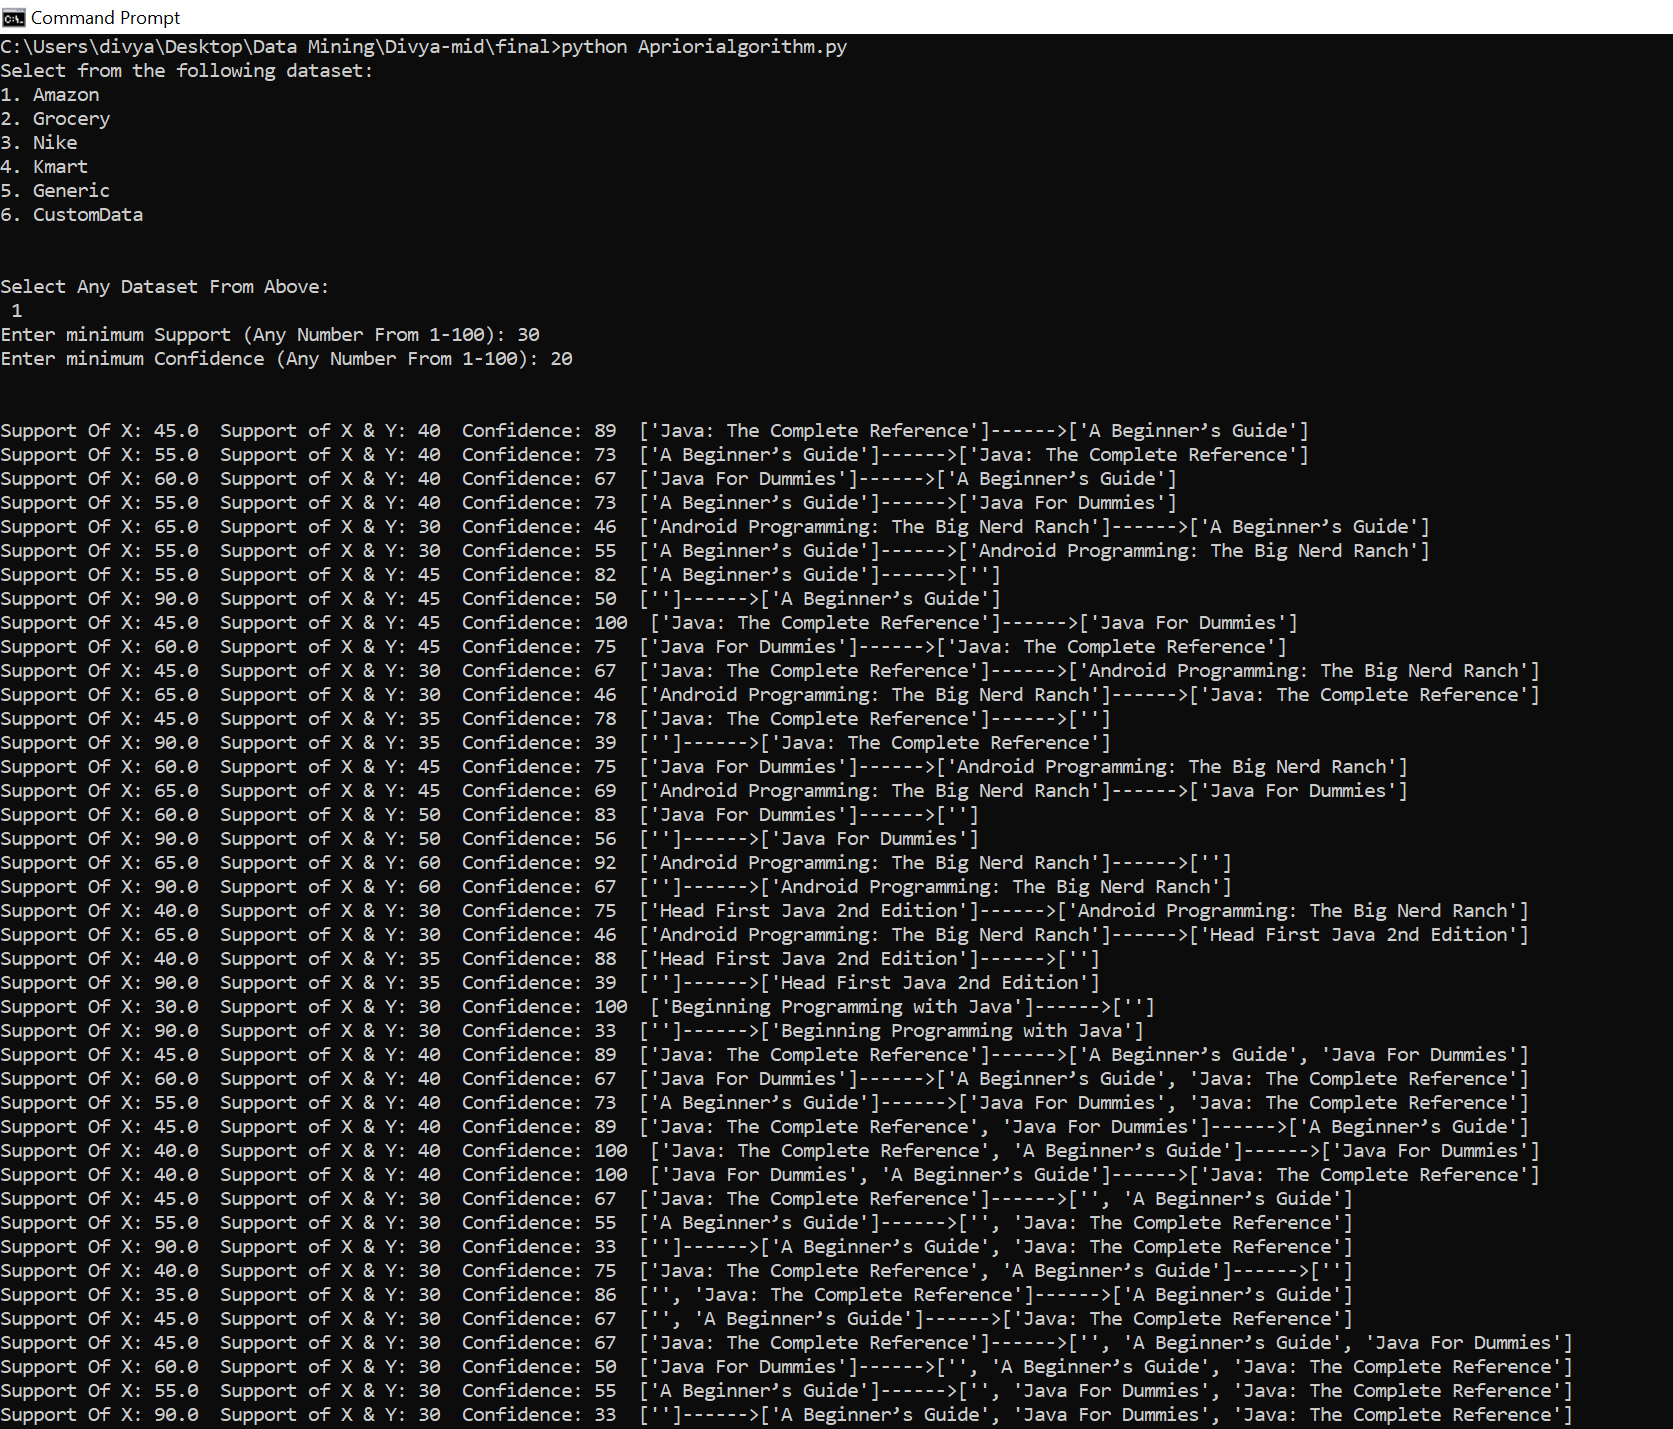 Command Prompt
C:\Users\divya\Desktop\Data Mining\Divya-mid\final>python Apriorialgorithm.py
Select from the following dataset:
1. Amazon
2. Grocery
3. Nike
4. Kmart
5. Generic
6. CustomData
Select Any Dataset From Above:
1
Enter minimum Support (Any Number From 1-100): 30
Enter minimum Confidence (Any Number From 1-100): 20
Support Of X: 45.0  Support of X & Y: 40  Confidence: 89  ['Java: The Complete Reference']------>['A Beginner’s Guide']
Support Of X: 55.0  Support of X & Y: 40  Confidence: 73  ['A Beginner’s Guide']------>['Java: The Complete Reference']
Support Of X: 60.0  Support of X & Y: 40  Confidence: 67  ['Java For Dummies']------>['A Beginner’s Guide']
Support Of X: 55.0  Support of X & Y: 40  Confidence: 73  ['A Beginner’s Guide']------>['Java For Dummies']
Support Of X: 65.0  Support of X & Y: 30  Confidence: 46  ['Android Programming: The Big Nerd Ranch']------>['A Beginner’s Guide']
Support Of X: 55.0  Support of X & Y: 30  Confidence: 55  ['A Beginner’s Guide']------>['Android Programming: The Big Nerd Ranch']
Support Of X: 55.0  Support of X & Y: 45  Confidence: 82  ['A Beginner’s Guide']------>['']
Support Of X: 90.0  Support of X & Y: 45  Confidence: 50  ['']------>['A Beginner’s Guide']
Support Of X: 45.0  Support of X & Y: 45  Confidence: 100  ['Java: The Complete Reference']------>['Java For Dummies']
Support Of X: 60.0  Support of X & Y: 45  Confidence: 75  ['Java For Dummies']------>['Java: The Complete Reference']
Support Of X: 45.0  Support of X & Y: 30  Confidence: 67  ['Java: The Complete Reference']------>['Android Programming: The Big Nerd Ranch']
Support Of X: 65.0  Support of X & Y: 30  Confidence: 46  ['Android Programming: The Big Nerd Ranch']------>['Java: The Complete Reference']
Support Of X: 45.0  Support of X & Y: 35  Confidence: 78  ['Java: The Complete Reference']------>['']
Support Of X: 90.0  Support of X & Y: 35  Confidence: 39  ['']------>['Java: The Complete Reference']
Support Of X: 60.0  Support of X & Y: 45  Confidence: 75  ['Java For Dummies']------>['Android Programming: The Big Nerd Ranch']
Support Of X: 65.0  Support of X & Y: 45  Confidence: 69  ['Android Programming: The Big Nerd Ranch']------>['Java For Dummies']
Support Of X: 60.0  Support of X & Y: 50  Confidence: 83  ['Java For Dummies']------>['']
Support Of X: 90.0  Support of X & Y: 50  Confidence: 56  ['']------>['Java For Dummies']
Support Of X: 65.0  Support of X & Y: 60  Confidence: 92  ['Android Programming: The Big Nerd Ranch']------>['']
Support Of X: 90.0  Support of X & Y: 60  Confidence: 67  ['']------>['Android Programming: The Big Nerd Ranch']
Support Of X: 40.0  Support of X & Y: 30  Confidence: 75  ['Head First Java 2nd Edition']------>['Android Programming: The Big Nerd Ranch']
Support Of X: 65.0  Support of X & Y: 30  Confidence: 46  ['Android Programming: The Big Nerd Ranch']------>['Head First Java 2nd Edition']
Support Of X: 40.0  Support of X & Y: 35  Confidence: 88  ['Head First Java 2nd Edition']------>['']
Support Of X: 90.0  Support of X & Y: 35  Confidence: 39  ['']------>['Head First Java 2nd Edition']
Support Of X: 30.0  Support of X & Y: 30  Confidence: 100  ['Beginning Programming with Java']------>['']
Support Of X: 90.0  Support of X & Y: 30  Confidence: 33  ['']------>['Beginning Programming with Java']
Support Of X: 45.0  Support of X & Y: 40  Confidence: 89  ['Java: The Complete Reference']------>['A Beginner’s Guide', 'Java For Dummies']
Support Of X: 60.0  Support of X & Y: 40  Confidence: 67  ['Java For Dummies']------>['A Beginner’s Guide', 'Java: The Complete Reference']
Support Of X: 55.0  Support of X & Y: 40  Confidence: 73  ['A Beginner’s Guide']------>['Java For Dummies', 'Java: The Complete Reference']
Support Of X: 45.0  Support of X & Y: 40  Confidence: 89  ['Java: The Complete Reference', 'Java For Dummies']------>['A Beginner’s Guide']
Support Of X: 40.0  Support of X & Y: 40  Confidence: 100  ['Java: The Complete Reference', 'A Beginner’s Guide']------>['Java For Dummies']
Support Of X: 40.0  Support of X & Y: 40  Confidence: 100  ['Java For Dummies', 'A Beginner’s Guide']------>['Java: The Complete Reference']
Support Of X: 45.0  Support of X & Y: 30  Confidence: 67  ['Java: The Complete Reference']------>['', 'A Beginner’s Guide']
Support Of X: 55.0  Support of X & Y: 30  Confidence: 55  ['A Beginner’s Guide']------>['', 'Java: The Complete Reference']
Support Of X: 90.0  Support of X & Y: 30  Confidence: 33  ['']------>['A Beginner’s Guide', 'Java: The Complete Reference']
Support Of X: 40.0  Support of X & Y: 30  Confidence: 75  ['Java: The Complete Reference', 'A Beginner’s Guide']------>['']
Support Of X: 35.0  Support of X & Y: 30  Confidence: 86  ['', 'Java: The Complete Reference']------>['A Beginner’s Guide']
Support Of X: 45.0  Support of X & Y: 30  Confidence: 67  ['', 'A Beginner’s Guide']------>['Java: The Complete Reference']
Support Of X: 45.0  Support of X & Y: 30  Confidence: 67  ['Java: The Complete Reference']------>['', 'A Beginner’s Guide', 'Java For Dummies']
Support Of X: 60.0  Support of X & Y: 30  Confidence: 50  ['Java For Dummies']------>['', 'A Beginner’s Guide', 'Java: The Complete Reference']
Support Of X: 55.0  Support of X & Y: 30  Confidence: 55  ['A Beginner’s Guide']------>['', 'Java For Dummies', 'Java: The Complete Reference']
Support Of X: 90.0  Support of X & Y: 30  Confidence: 33  ['']------>['A Beginner’s Guide', 'Java For Dummies', 'Java: The Complete Reference']